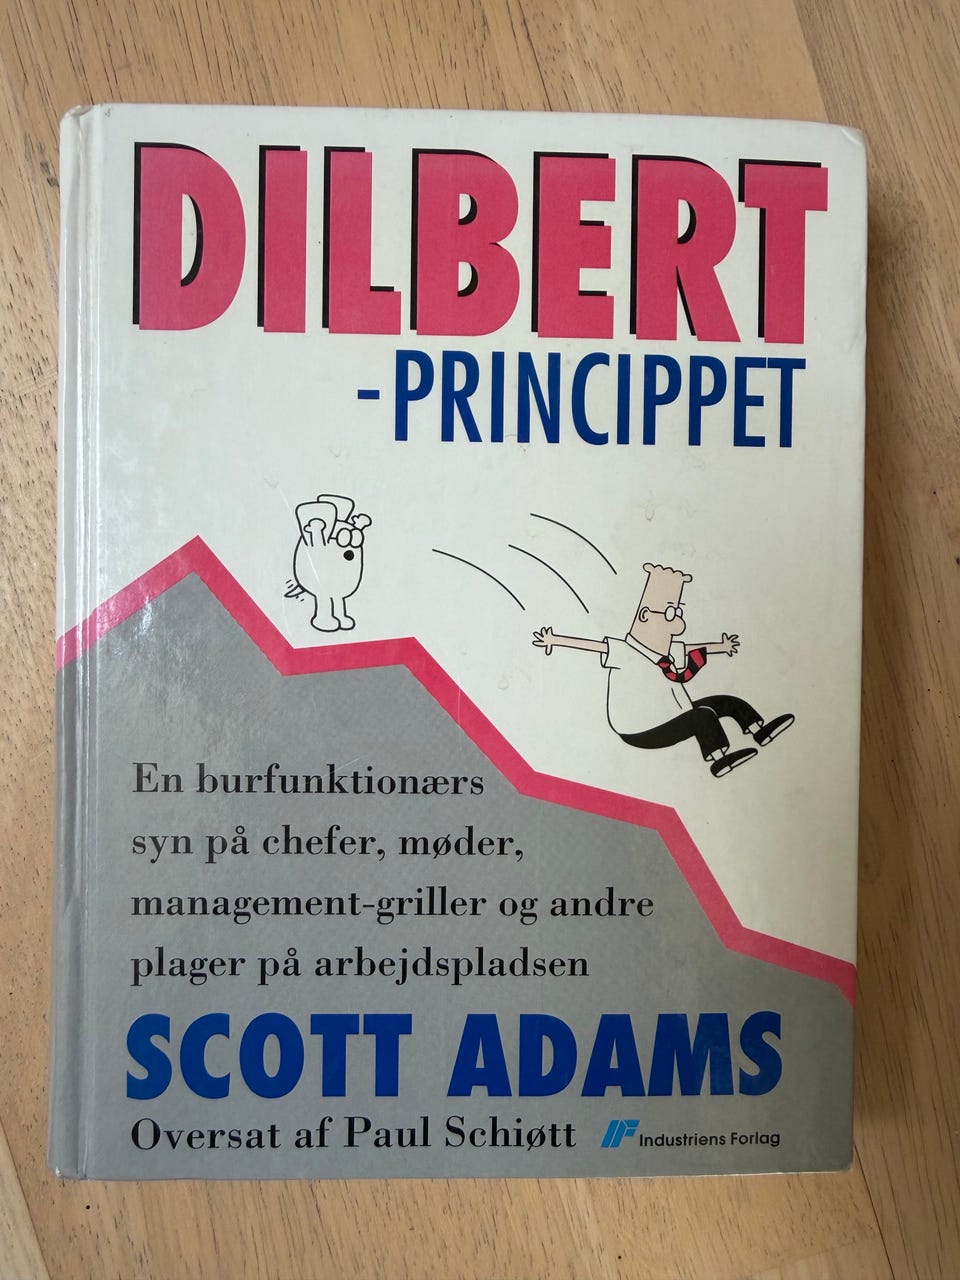 DILBERT
-PRINCIPPET
En burfunktionærs
syn på chefer, møder,
management-griller og andre
plager på arbejdspladsen
SCOTT ADAMS
Oversat af Paul Schiøtt
IF Industriens Forlag